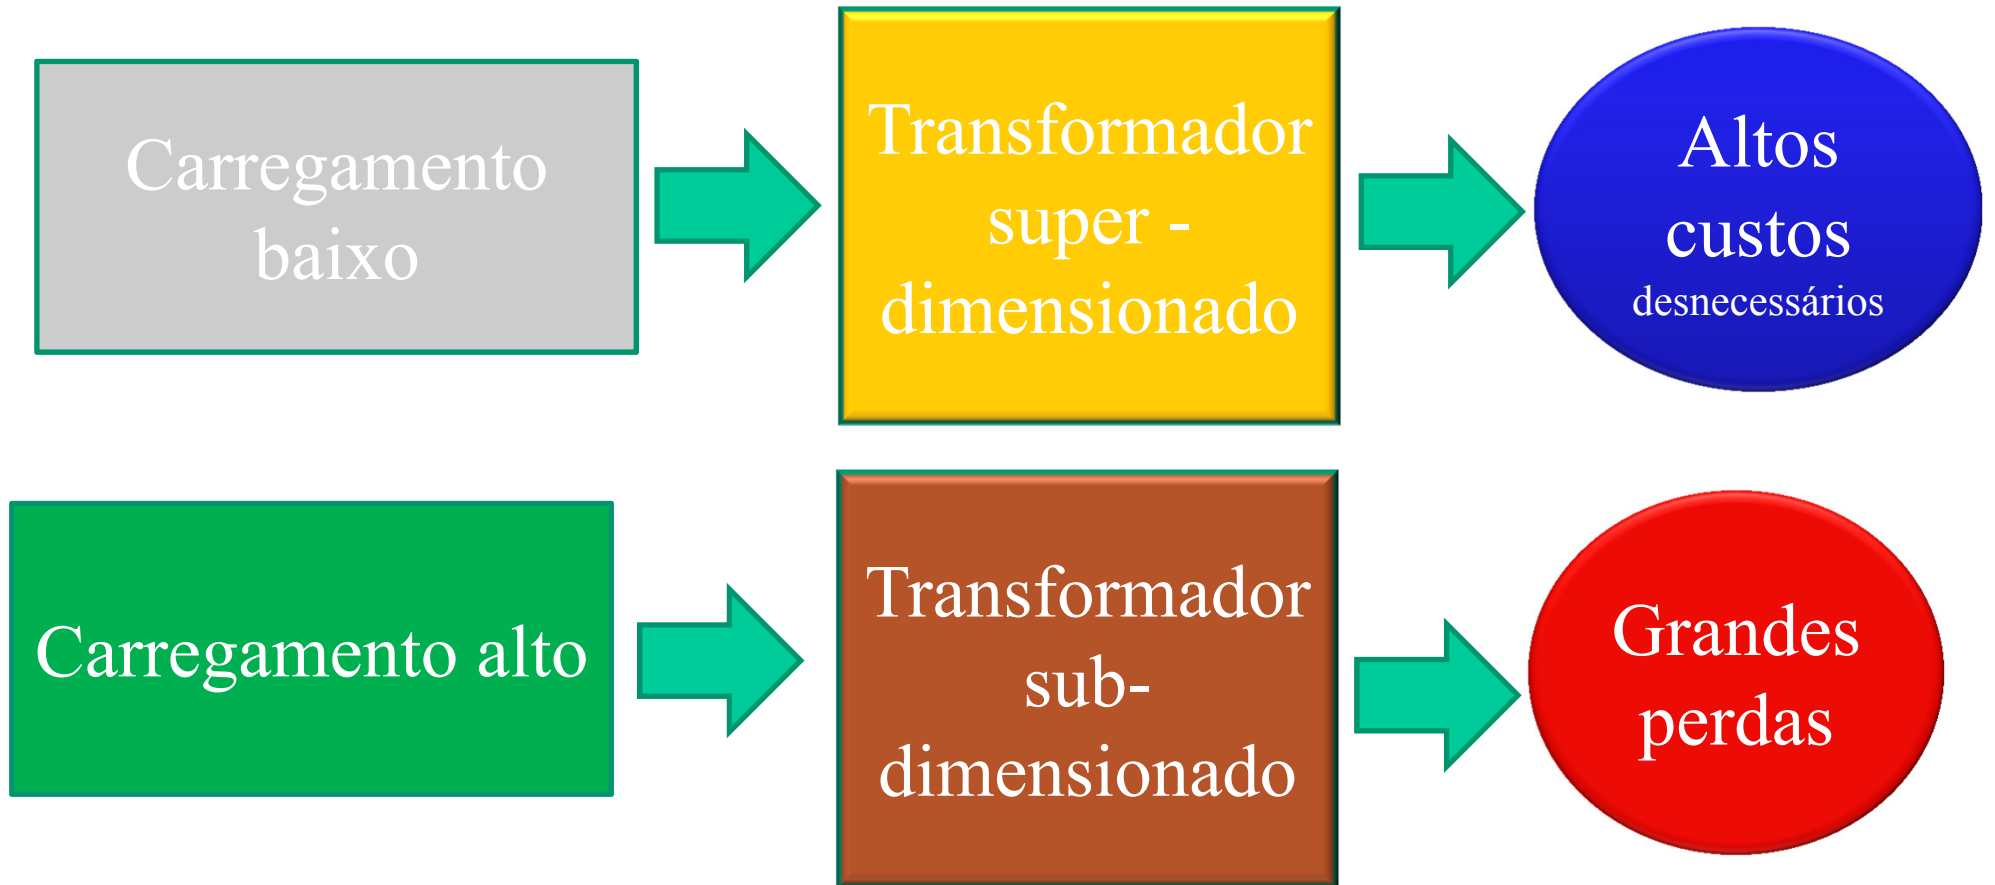 Carregamento
baixo
Transformador
super -
dimensionado
Altos
custos
desnecessários
Carregamento alto
Transformador
sub-
dimensionado
Grandes
perdas